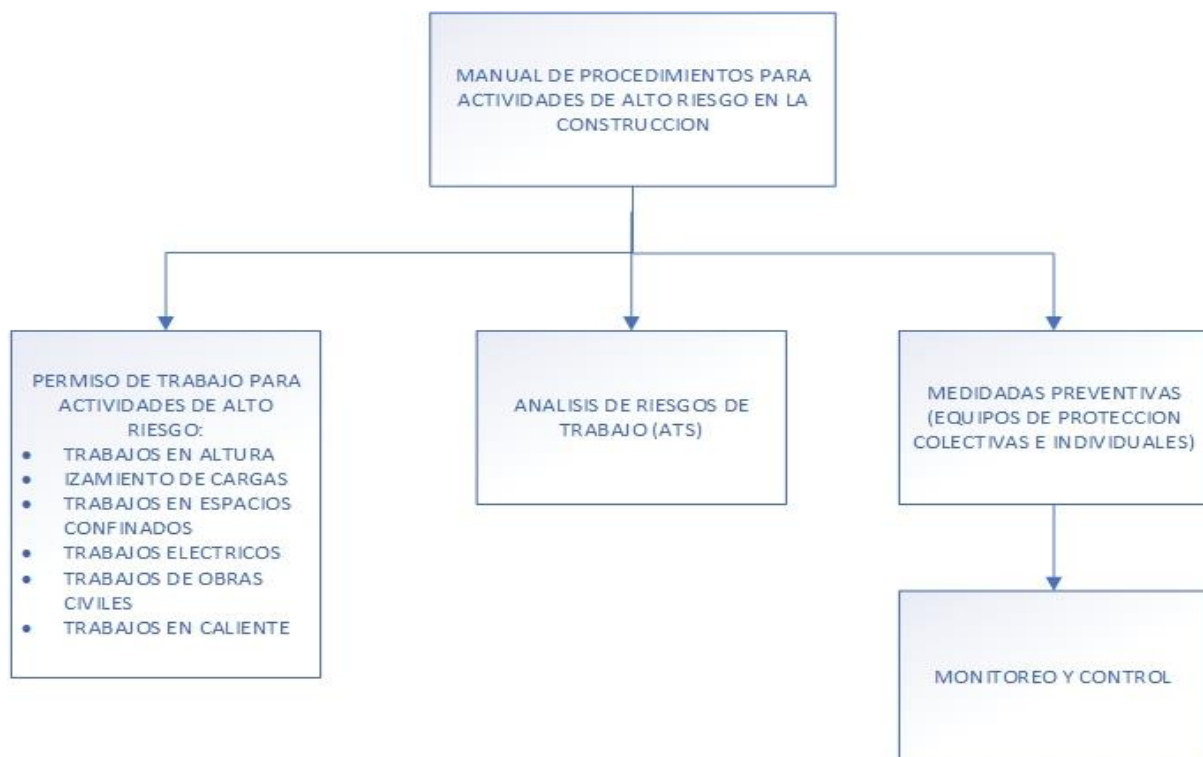 MANUAL DE PROCEDIMIENTOS PARA
ACTIVIDADES DE ALTO RIESGO EN LA
CONSTRUCCION
PERMISO DE TRABAJO PARA
ACTIVIDADES DE ALTO
RIESGO:
• TRABAJOS EN ALTURA
• IZAMIENTO DE CARGAS
• TRABAJOS EN ESPACIOS
CONFINADOS
• TRABAJOS ELECTRICOS
• TRABAJOS DE OBRAS
CIVILES
• TRABAJOS EN CALIENTE
ANALISIS DE RIESGOS DE
TRABAJO (ATS)
MEDIDADAS PREVENTIVAS
(EQUIPOS DE PROTECCION
COLECTIVAS E INDIVIDUALES)
MONITOREO Y CONTROL